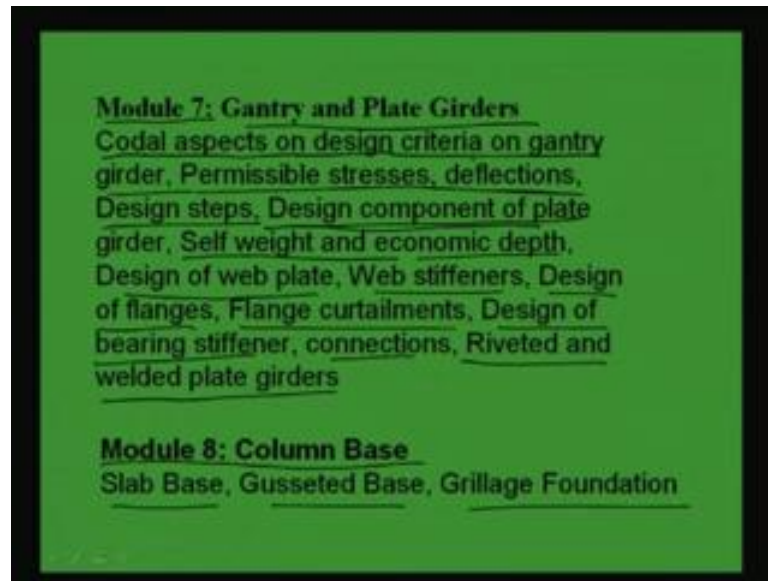 Module 7: Gantry and Plate Girders
Codal aspects on design criteria on gantry
girder, Permissible stresses, deflections,
Design steps, Design component of plate
girder, Self weight and economic depth,
Design of web plate, Web stiffeners, Design
of flanges, Flange curtailments, Design of
bearing stiffener, connections, Riveted and
welded plate girders
Module 8: Column Base
Slab Base, Gusseted Base, Grillage Foundation